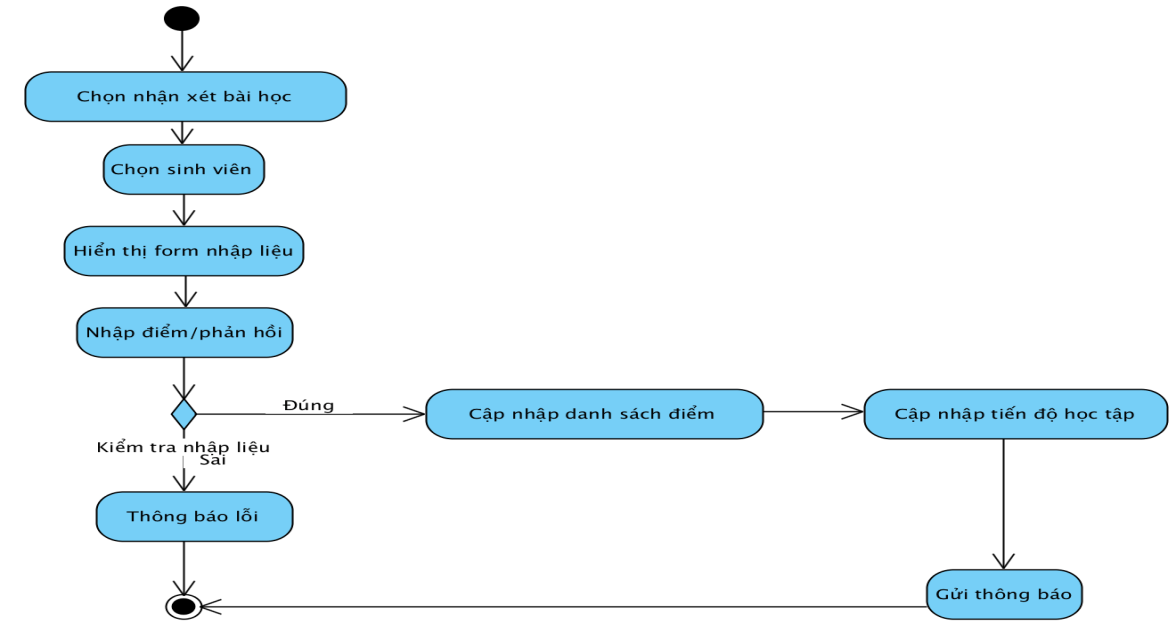 Chọn nhận xét bài học
Chọn sinh viên
Hiển thị form nhập liệu
Nhập điểm/phản hồi
Đúng
Cập nhập danh sách điểm
Cập nhập tiến độ học tập
Kiểm tra nhập liệu
Sai
Thông báo lỗi
Gửi thông báo